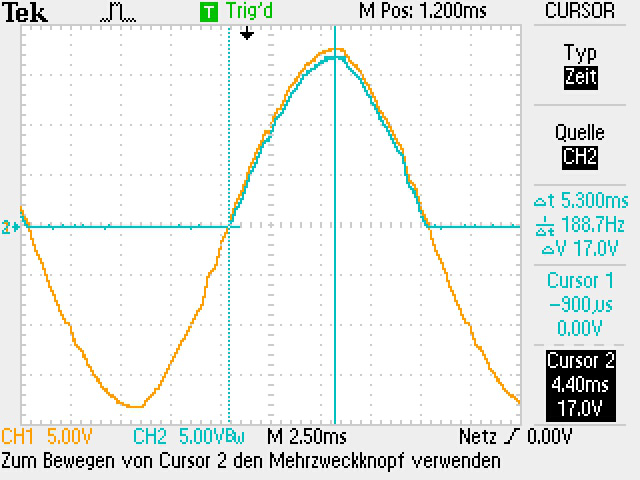 Tek T Trig'd M Pos: 1.200ms CURSOR
Typ
Zeit
Quelle
CH2
Δt 5.300ms
1/Δt 188.7Hz
ΔV 17.0V
Cursor 1
-900µs
0.00V
Cursor 2
4.40ms
17.0V
2
CH1 5.00V CH2 5.00VBw M 2.50ms Netz 0.00V
Zum Bewegen von Cursor 2 den Mehrzweckknopf verwenden